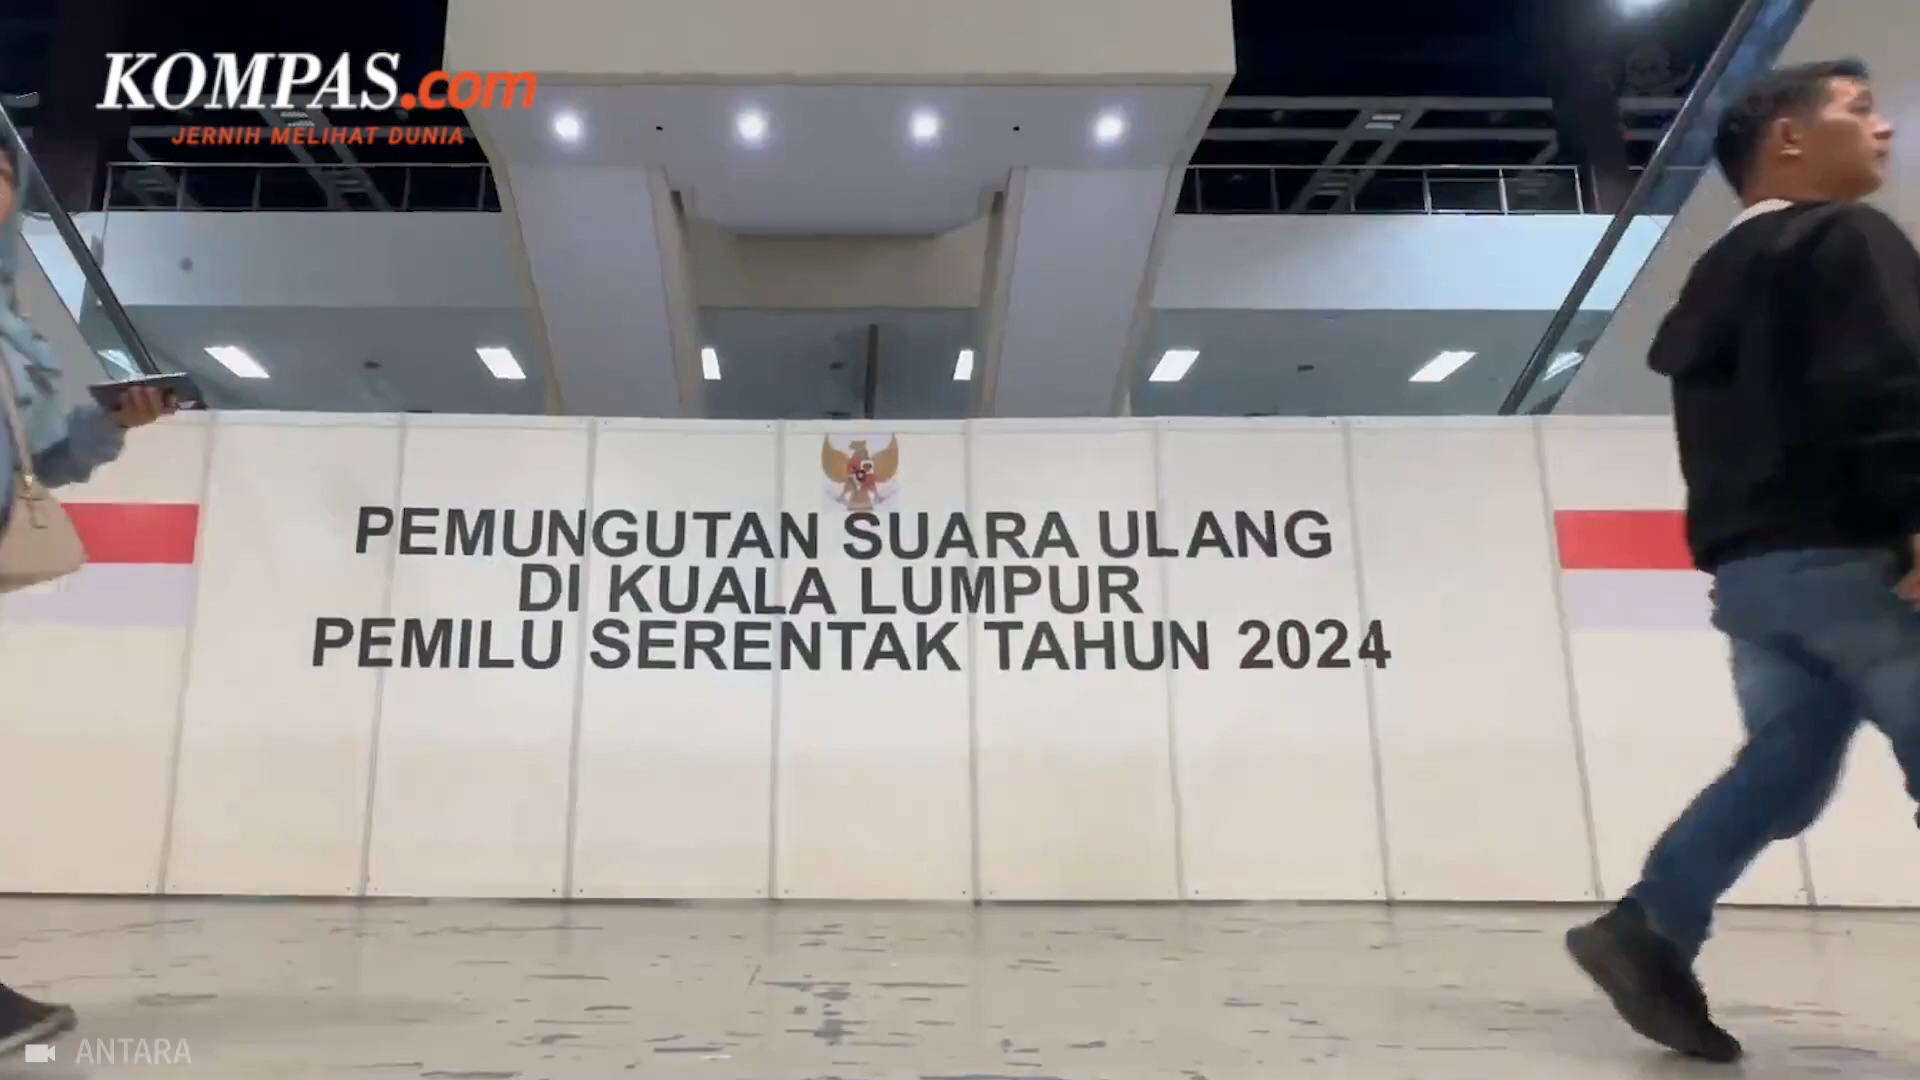 KOMPAS.com
JERNIH MELIHAT DUNIA
PEMUNGUTAN SUARA ULANG
DI KUALA LUMPUR
PEMILU SERENTAK TAHUN 2024
ANTARA